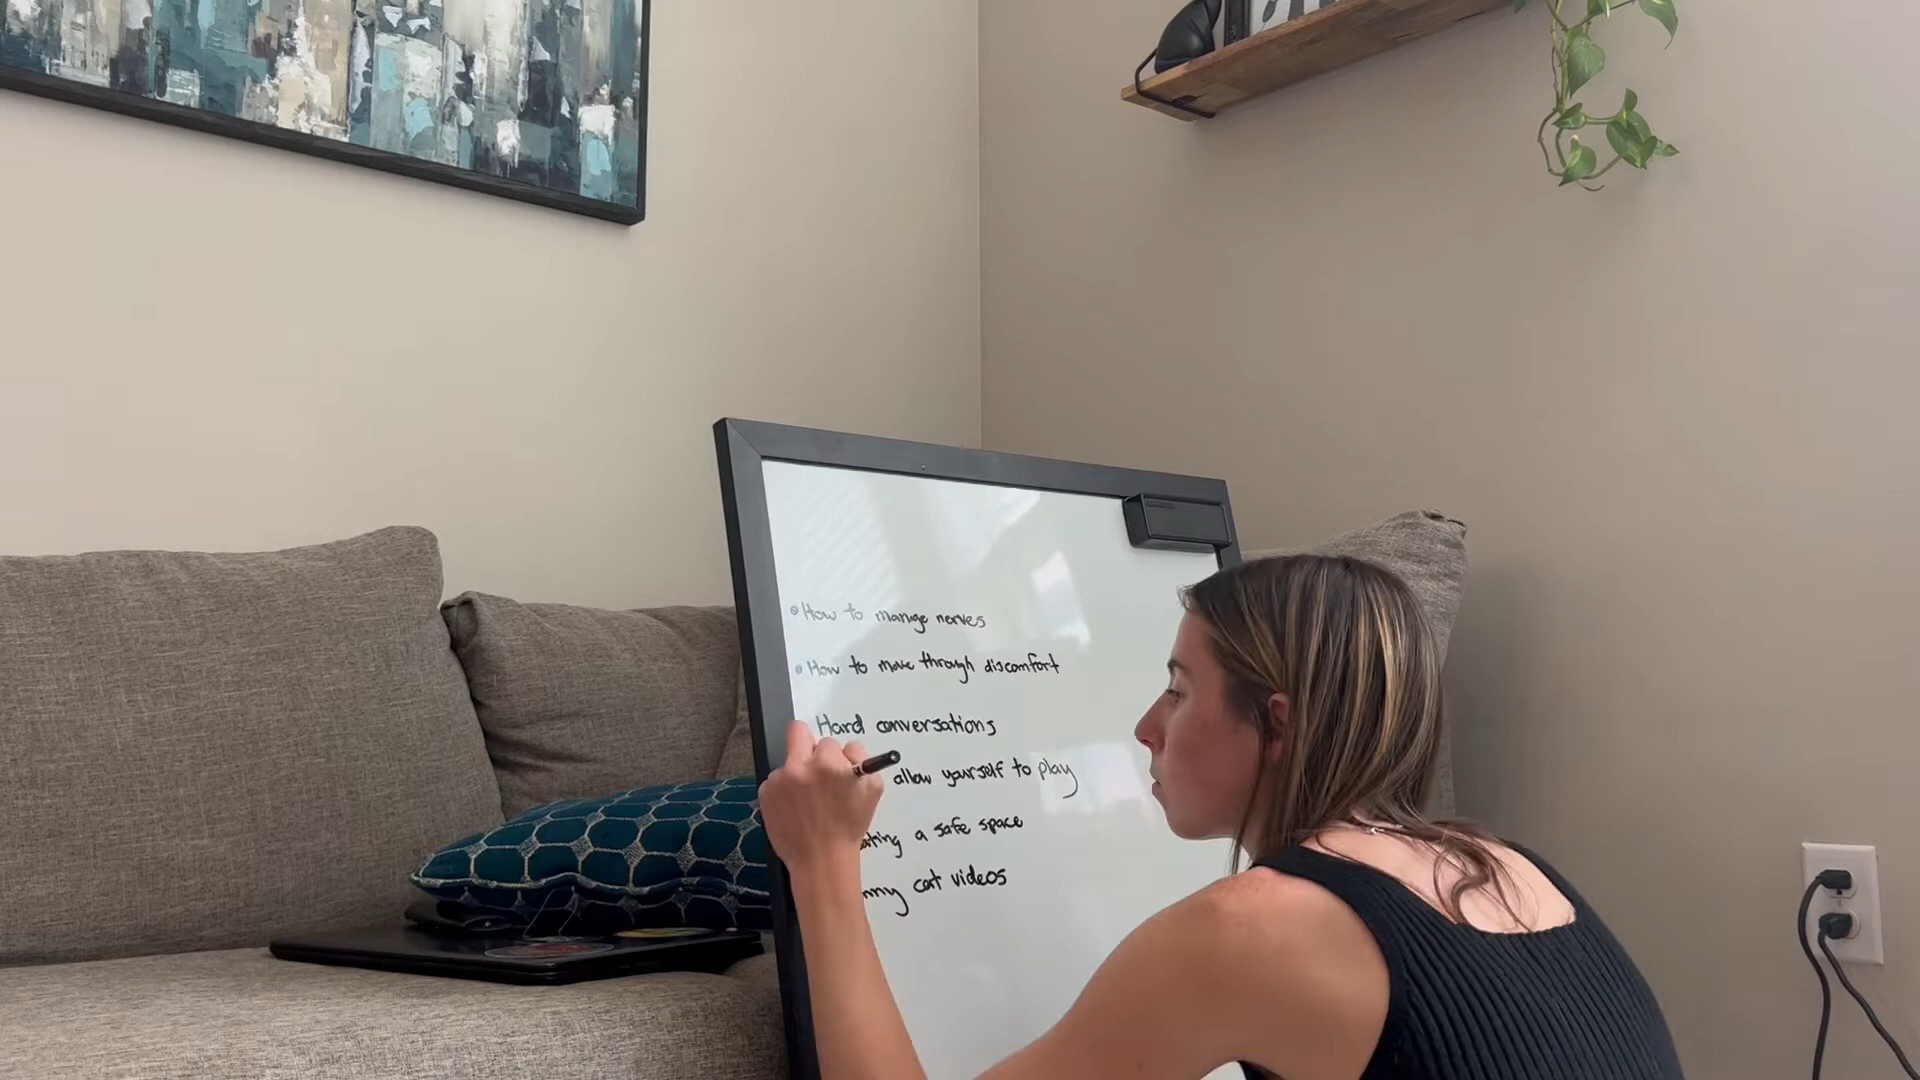 How to manage nerves
How to move through discomfort
Hard conversations
allow yourself to play
a safe space
cat videos